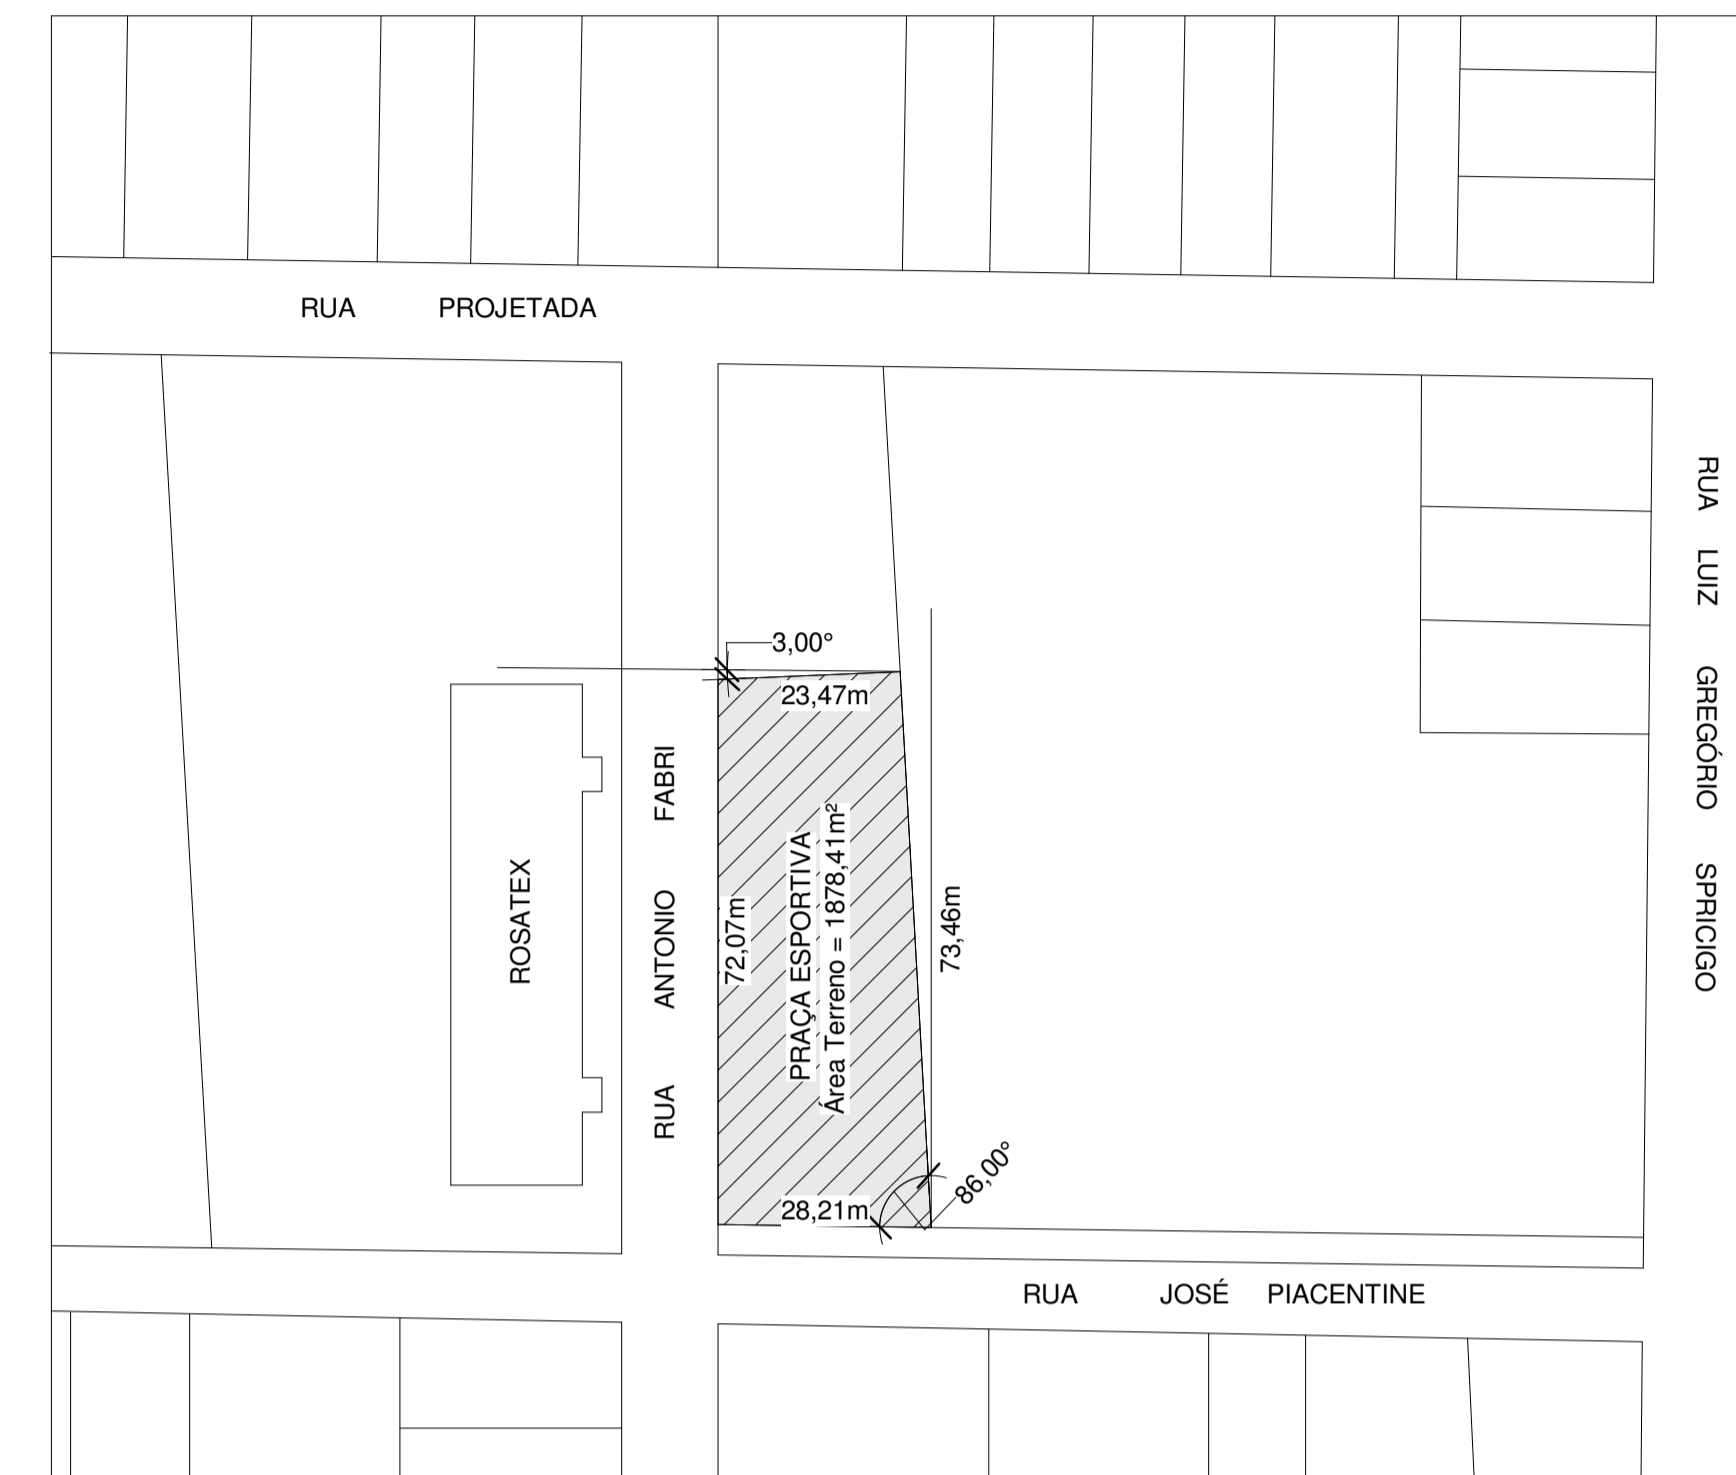 RUA PROJETADA
RUA LUIZ GREGÓRIO SPRICIGO
3,00°
23,47m
ROSATEX
RUA ANTONIO FABRI
72,07m
PRAÇA ESPORTIVA
Área Terreno = 1878,41m²
73,46m
86,00°
28,21m
RUA JOSÉ PIACENTINE